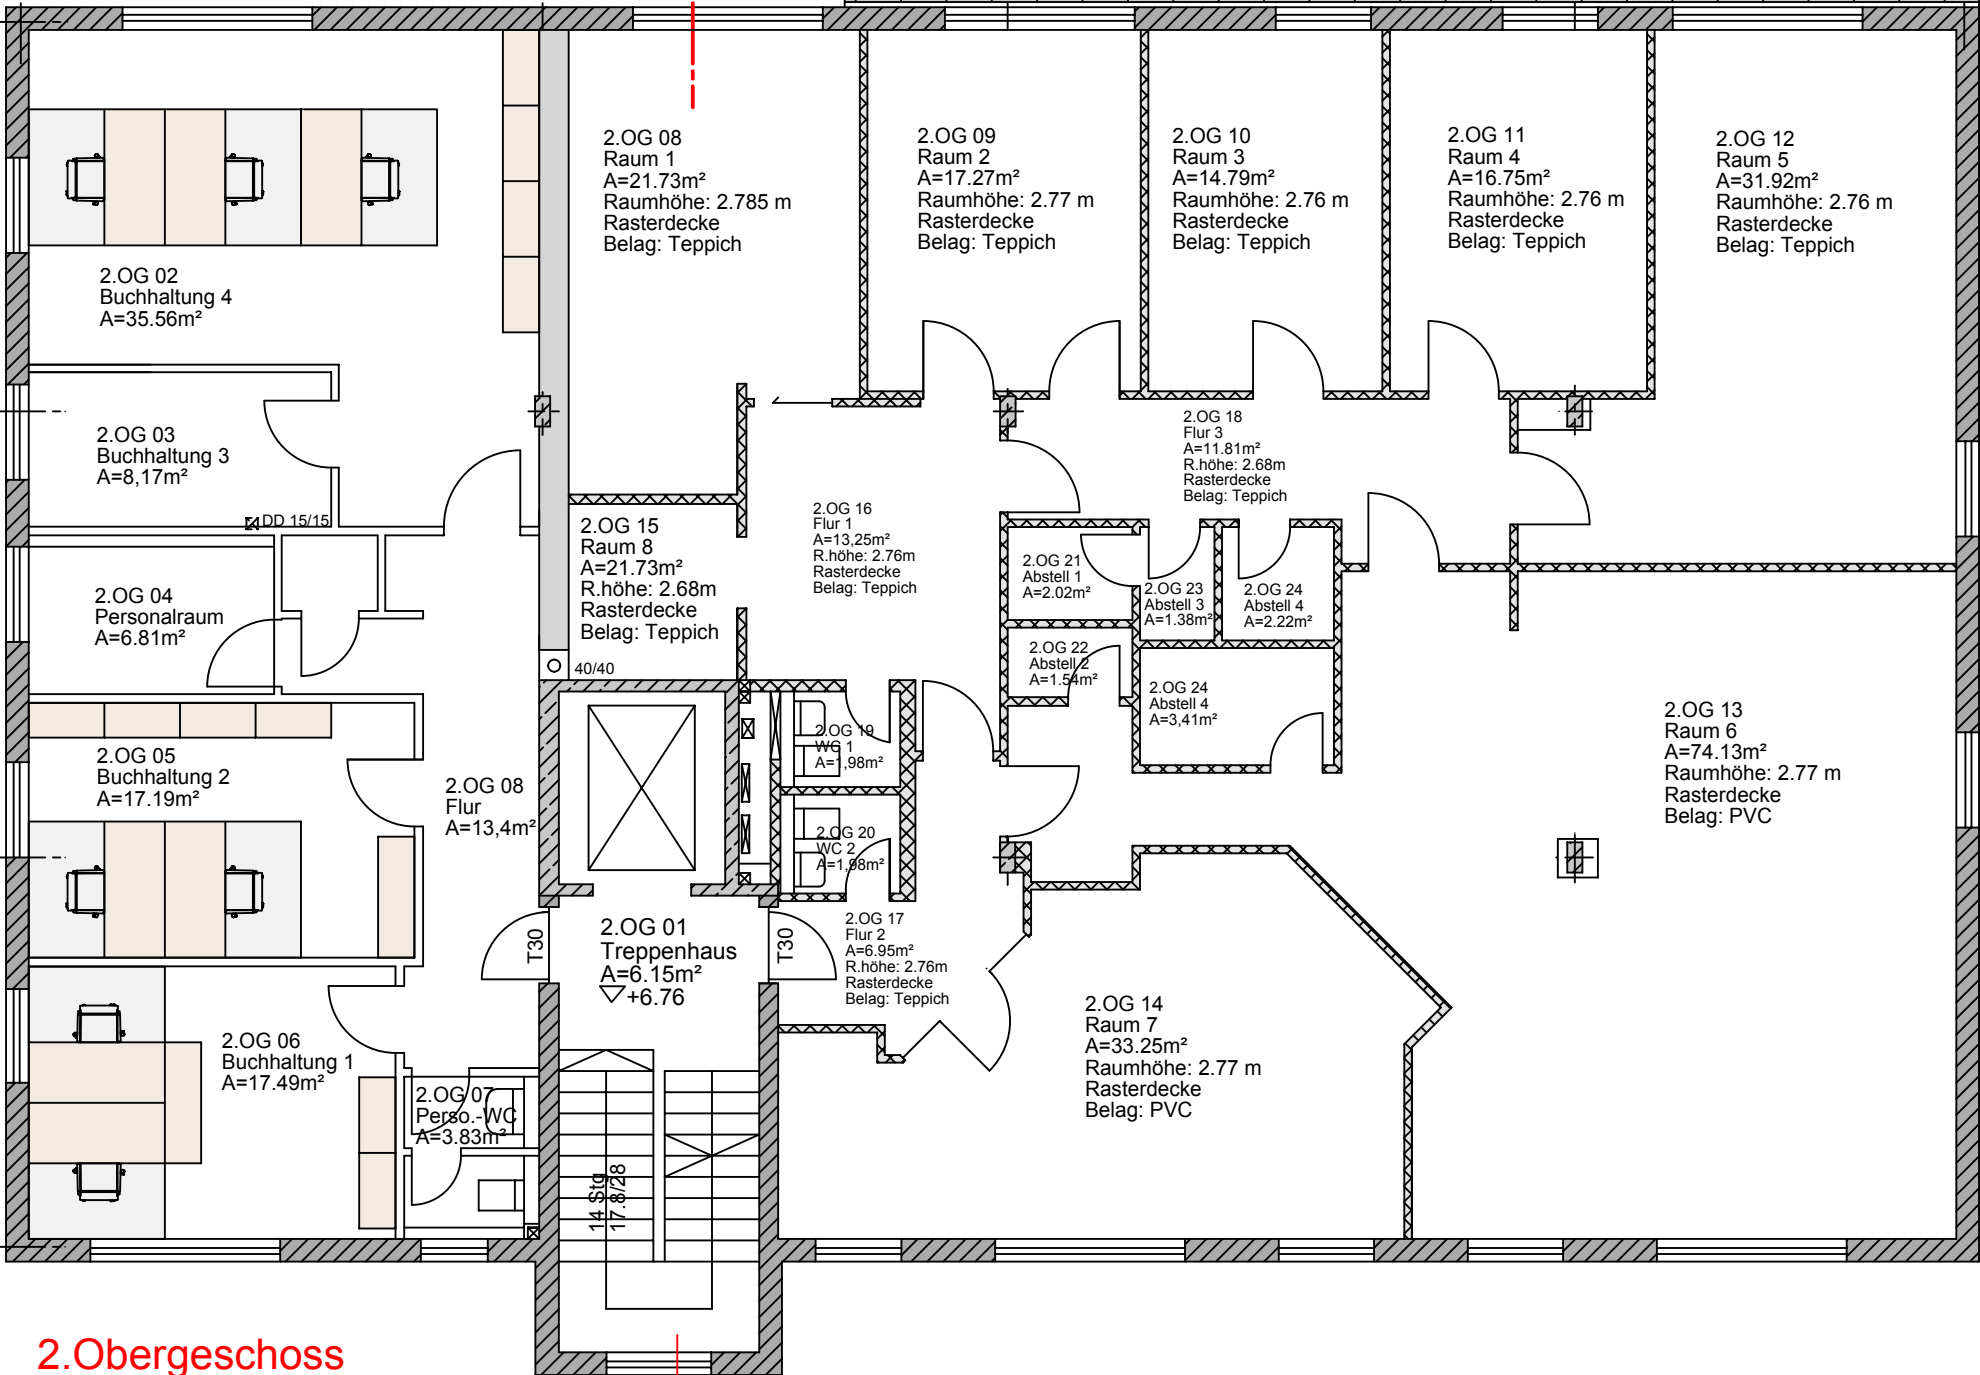 2.OG 08
Raum 1
A=21.73m²
Raumhöhe: 2.785 m
Rasterdecke
Belag: Teppich
2.OG 09
Raum 2
A=17.27m²
Raumhöhe: 2.77 m
Rasterdecke
Belag: Teppich
2.OG 10
Raum 3
A=14.79m²
Raumhöhe: 2.76 m
Rasterdecke
Belag: Teppich
2.OG 11
Raum 4
A=16.75m²
Raumhöhe: 2.76 m
Rasterdecke
Belag: Teppich
2.OG 12
Raum 5
A=31.92m²
Raumhöhe: 2.76 m
Rasterdecke
Belag: Teppich
2.OG 02
Buchhaltung 4
A=35.56m²
2.OG 03
Buchhaltung 3
A=8,17m²
DD 15/15
2.OG 18
Flur 3
A=11.81m²
R.höhe: 2.68m
Rasterdecke
Belag: Teppich
2.OG 16
Flur 1
A=13,25m²
R.höhe: 2.76m
Rasterdecke
Belag: Teppich
2.OG 15
Raum 8
A=21.73m²
R.höhe: 2.68m
Rasterdecke
Belag: Teppich
40/40
2.OG 04
Personalraum
A=6.81m²
2.OG 21
Abstell 1
A=2.02m²
2.OG 23
Abstell 3
A=1.38m²
2.OG 24
Abstell 4
A=2.22m²
2.OG 22
Abstell 2
A=1.54m²
2.OG 24
Abstell 4
A=3,41m²
2.OG 13
Raum 6
A=74.13m²
Raumhöhe: 2.77 m
Rasterdecke
Belag: PVC
2.OG 05
Buchhaltung 2
A=17.19m²
2.OG 08
Flur
A=13,4m²
2.OG 19
WC 1
A=1,98m²
2.OG 20
WC 2
A=1,98m²
T30
2.OG 01
Treppenhaus
A=6.15m²
+6.76
T30
2.OG 17
Flur 2
A=6.95m²
R.höhe: 2.76m
Rasterdecke
Belag: Teppich
2.OG 14
Raum 7
A=33.25m²
Raumhöhe: 2.77 m
Rasterdecke
Belag: PVC
2.OG 06
Buchhaltung 1
A=17.49m²
2.OG 07
Perso.-WC
A=3.83m²
14 Stg
17.8/28
2.Obergeschoss